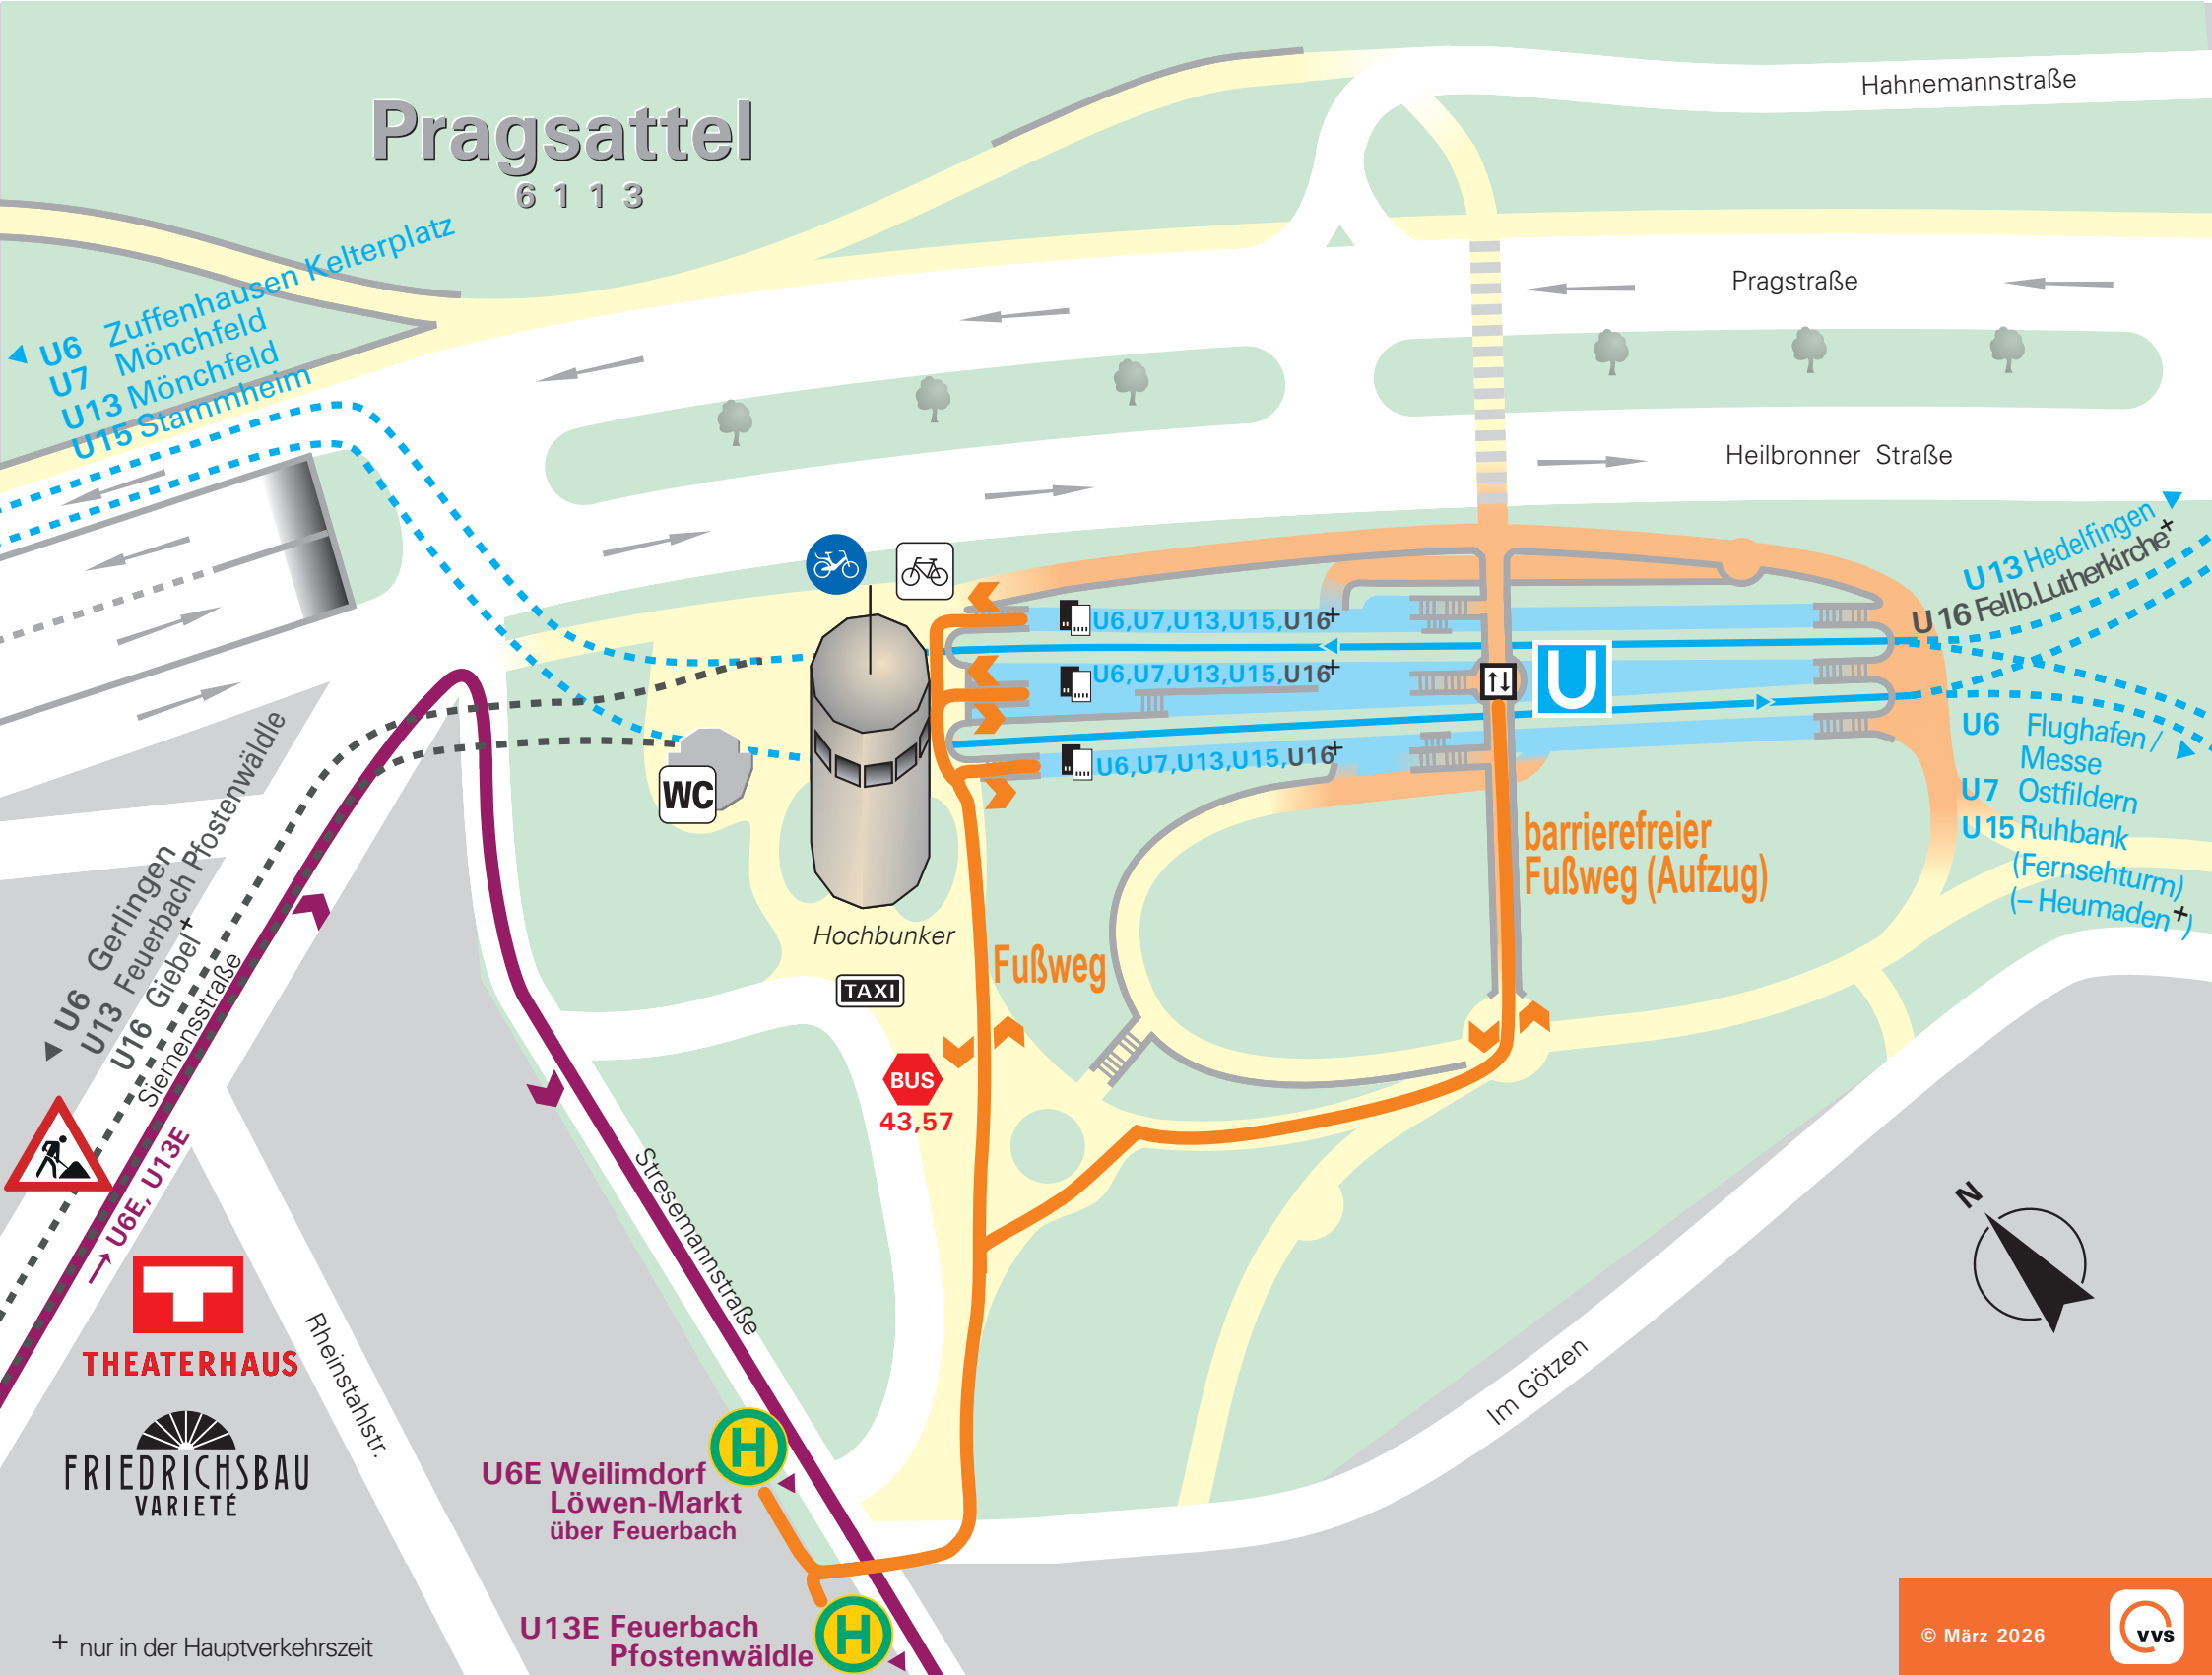 Pragsattel
6113
Hahnemannstraße
Pragstraße
Heilbronner Straße
U6 Zuffenhausen Kelterplatz
U7 Mönchfeld
U13 Mönchfeld
U15 Stammheim
U13 Hedelfingen
U16 Fellb.Lutherkirche+
U6,U7,U13,U15,U16+
U6,U7,U13,U15,U16+
U6,U7,U13,U15,U16+
U
U6 Flughafen /
Messe
U7 Ostfildern
U15 Ruhbank
(Fernsehturm)
(– Heumaden+)
WC
barrierefreier
Fußweg (Aufzug)
Hochbunker
TAXI
Fußweg
BUS
43,57
U6 Gerlingen
U13 Feuerbach Pfostenwäldle
U16 Giebel+
Siemensstraße
U6E, U13E
Stresemannstraße
Rheinstahlstr.
Im Götzen
N
THEATERHAUS
FRIEDRICHSBAU
VARIETÉ
H
U6E Weilimdorf
Löwen-Markt
über Feuerbach
H
U13E Feuerbach
Pfostenwäldle
+ nur in der Hauptverkehrszeit
© März 2026
vvs